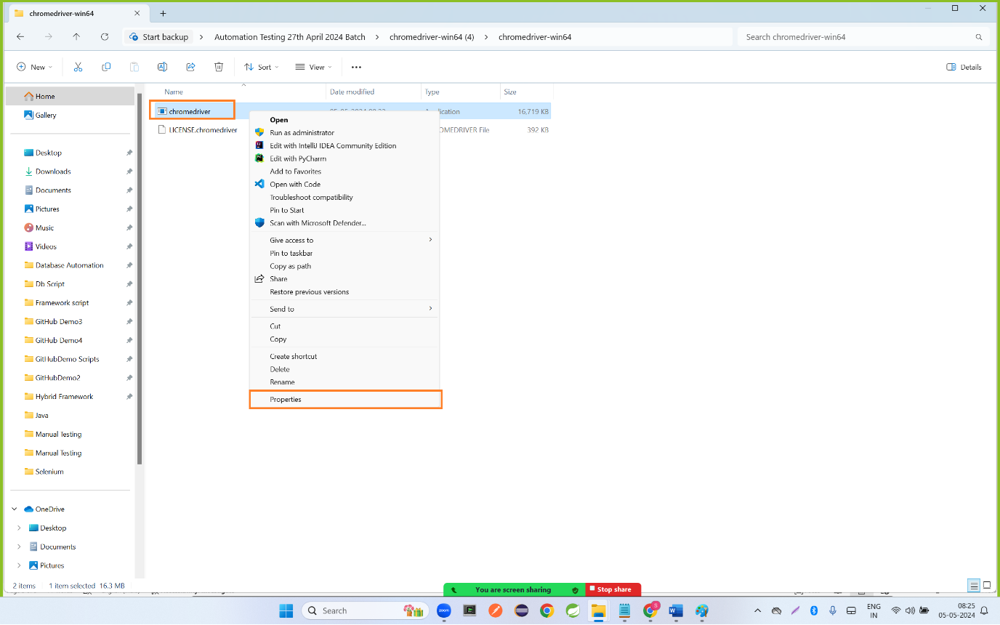 chromedriver-win64
Start backup
Automation Testing 27th April 2024 Batch
chromedriver-win64 (4)
chromedriver-win64
Search chromedriver-win64
New
Sort
View
Details
Name
Date modified
Type
Size
chromedriver
16,719 KB
LICENSE.chromedriver
OMEDRIVER File
392 KB
Open
Run as administrator
Edit with IntelliJ IDEA Community Edition
Edit with PyCharm
Add to Favorites
Open with Code
Troubleshoot compatibility
Pin to Start
Scan with Microsoft Defender...
Give access to
Pin to taskbar
Copy as path
Share
Restore previous versions
Send to
Cut
Copy
Create shortcut
Delete
Rename
Properties
Home
Gallery
Desktop
Downloads
Documents
Pictures
Music
Videos
Database Automation
Db Script
Framework script
GitHub Demo3
GitHub Demo4
GitHubDemo Scripts
GitHubDemo2
Hybrid Framework
Java
Manual Testing
Manual Testing
Selenium
OneDrive
Desktop
Documents
Pictures
2 items
1 item selected 16.3 MB
You are screen sharing
Stop share
Search
zoom
5
ENG
IN
08:25
05-05-2024